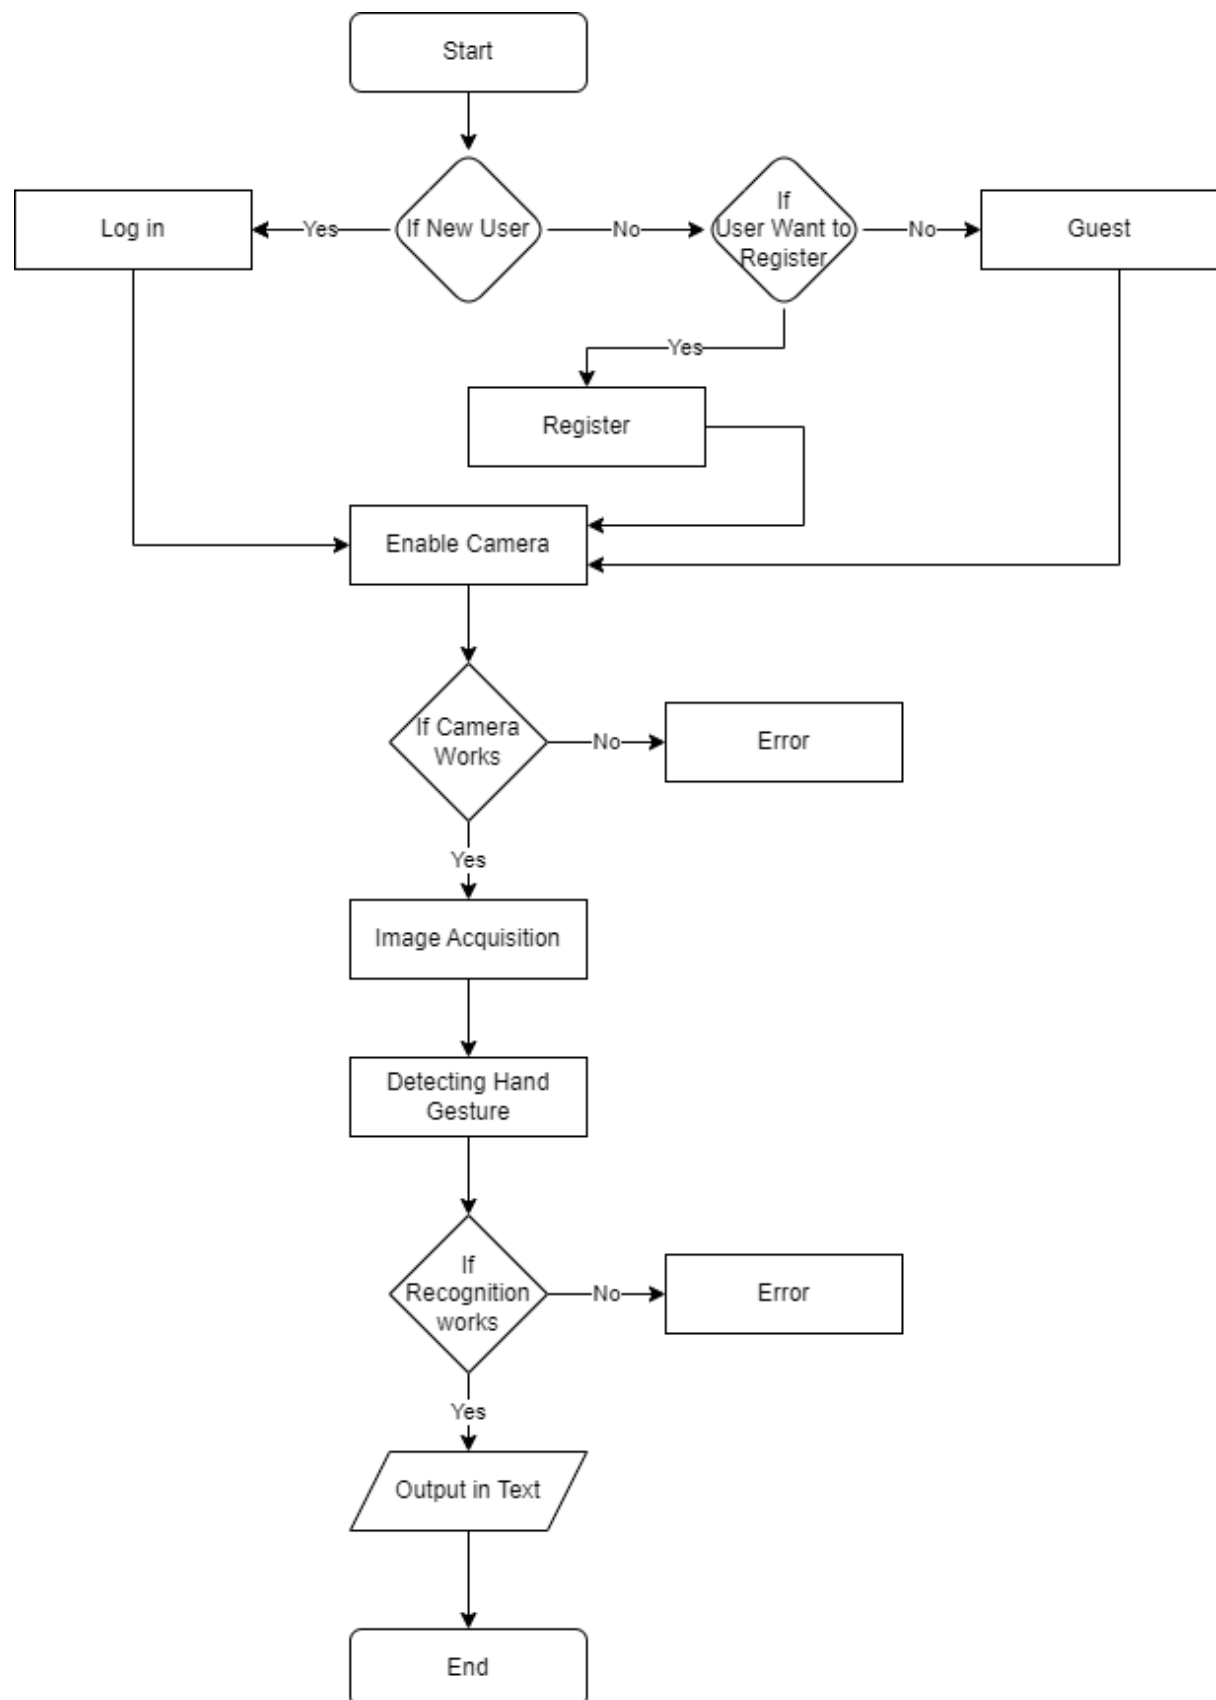 Start
Log in
Yes
If New User
No
If
User Want to
Register
No
Guest
Yes
Register
Enable Camera
If Camera
Works
No
Error
Yes
Image Acquisition
Detecting Hand
Gesture
If
Recognition
works
No
Error
Yes
Output in Text
End